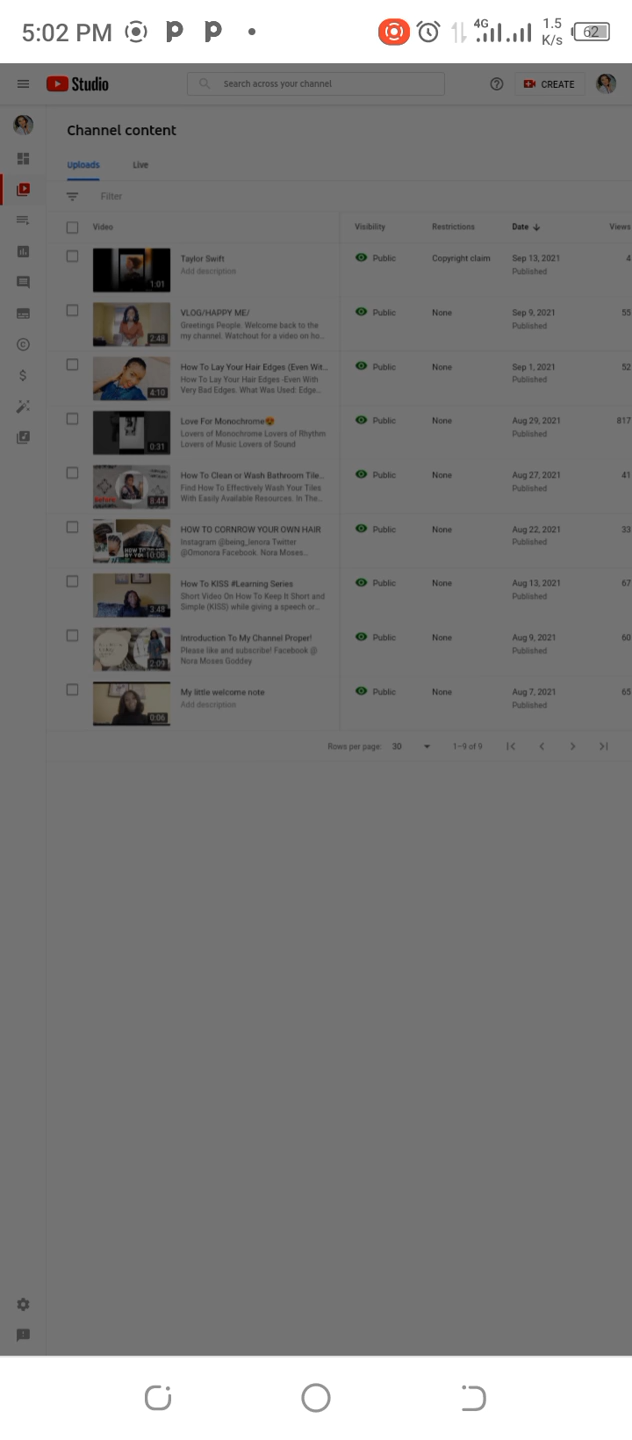 5:02 PM
4G
1.5
K/s
62
Studio
Search across your channel
CREATE
Channel content
Uploads
Live
Filter
Video
Visibility
Restrictions
Date
Views
1:01
Taylor Swift
Add description
Public
Copyright claim
Sep 13, 2021
Published
4
2:48
VLOG/HAPPY ME/
Greetings People. Welcome back to the
my channel. Watchout for a video on ho...
Public
None
Sep 9, 2021
Published
55
4:10
How To Lay Your Hair Edges (Even Wit...
How To Lay Your Hair Edges -Even With
Very Bad Edges. What Was Used: Edge...
Public
None
Sep 1, 2021
Published
52
0:31
Love For Monochrome😍
Lovers of Monochrome Lovers of Rhythm
Lovers of Music Lovers of Sound
Public
None
Aug 29, 2021
Published
817
8:44
How To Clean or Wash Bathroom Tile...
Find How To Effectively Wash Your Tiles
With Easily Available Resources. In The...
Public
None
Aug 27, 2021
Published
41
10:08
HOW TO CORNROW YOUR OWN HAIR
Instagram @being_lenora Twitter
@Omonora Facebook. Nora Moses...
Public
None
Aug 22, 2021
Published
33
3:48
How To KISS #Learning Series
Short Video On How To Keep It Short and
Simple (KISS) while giving a speech or...
Public
None
Aug 13, 2021
Published
67
2:09
Introduction To My Channel Proper!
Please like and subscribe! Facebook @
Nora Moses Goddey
Public
None
Aug 9, 2021
Published
60
0:06
My little welcome note
Add description
Public
None
Aug 7, 2021
Published
65
Rows per page: 30
1–9 of 9